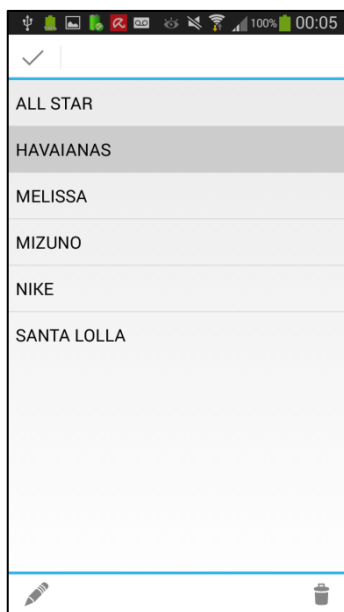 100% 00:05
ALL STAR
HAVAIANAS
MELISSA
MIZUNO
NIKE
SANTA LOLLA